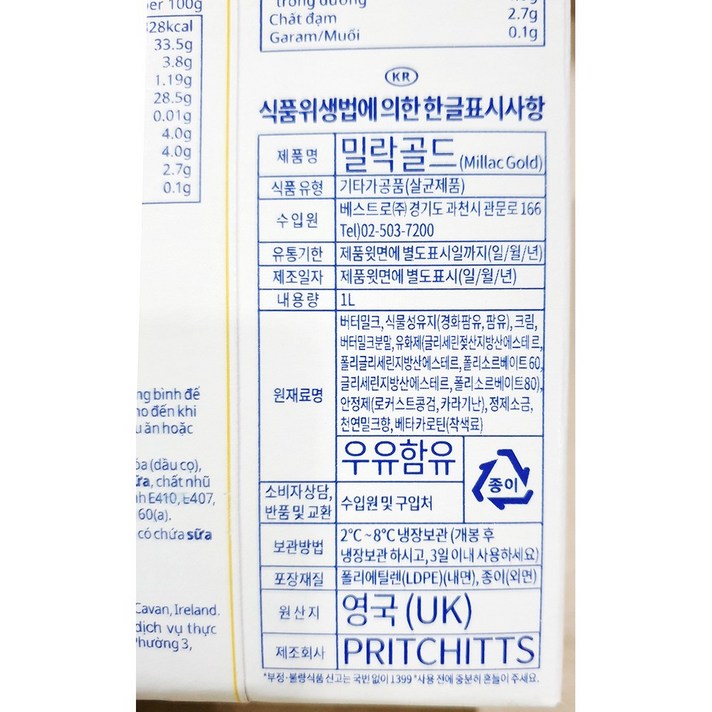 per 100g
328kcal
33.5g
3.8g
1.19g
28.5g
0.01g
4.0g
4.0g
2.7g
0.1g
ng bình để
ho đến khi
u ăn hoặc
ọa (dầu cọ),
ữa, chất nhũ
nh E410, E407,
60(a).
có chứa sữa
Cavan, Ireland.
dịch vụ thực
Phường 3,
trong đường
Chất đạm
2.7g
Garam/Muối
0.1g
KR
식품위생법에 의한 한글표시사항
제품명 밀락골드(Millac Gold)
식품 유형 기타가공품(살균제품)
수입원 베스트로(주) 경기도 과천시 관문로 166
Tel)02-503-7200
유통기한 제품윗면에 별도표시일까지(일/월/년)
제조일자 제품윗면에 별도표시(일/월/년)
내용량 1L
원재료명 버터밀크, 식물성유지(경화팜유, 팜유), 크림,
버터밀크분말, 유화제(글리세린젖산지방산에스테르,
폴리글리세린지방산에스테르, 폴리소르베이트 60,
글리세린지방산에스테르, 폴리소르베이트80),
안정제(로커스트콩검, 카라기난), 정제소금,
천연밀크향, 베타카로틴(착색료)
우유함유
종이
소비자상담,
반품 및 교환 수입원 및 구입처
보관방법 2°C ~ 8°C 냉장보관 (개봉 후
냉장보관 하시고, 3일 이내 사용하세요)
포장재질 폴리에틸렌(LDPE)(내면), 종이(외면)
원산지 영국 (UK)
제조회사 PRITCHITTS
*부정·불량식품 신고는 국번 없이 1399 *사용 전에 충분히 흔들어 주세요.